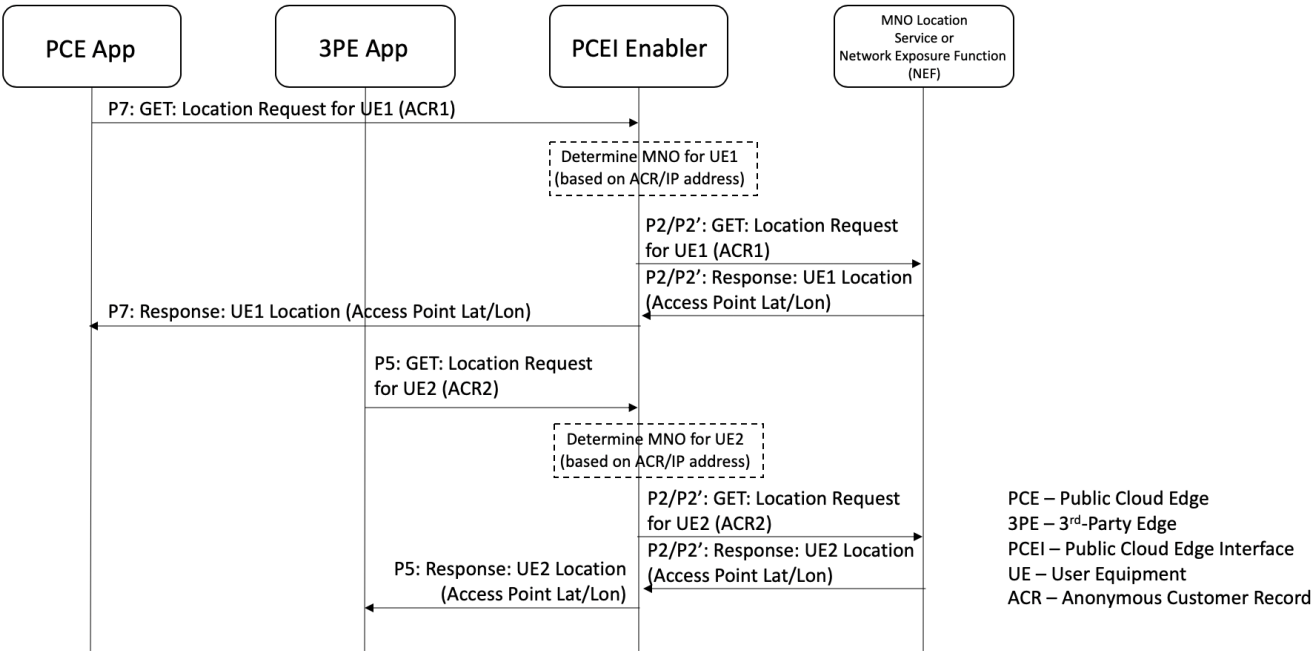 PCE App
3PE App
PCEI Enabler
MNO Location
Service or
Network Exposure Function
(NEF)
P7: GET: Location Request for UE1 (ACR1)
Determine MNO for UE1
(based on ACR/IP address)
P2/P2’: GET: Location Request
for UE1 (ACR1)
P2/P2’: Response: UE1 Location
(Access Point Lat/Lon)
P7: Response: UE1 Location (Access Point Lat/Lon)
P5: GET: Location Request
for UE2 (ACR2)
Determine MNO for UE2
(based on ACR/IP address)
P2/P2’: GET: Location Request
for UE2 (ACR2)
P2/P2’: Response: UE2 Location
(Access Point Lat/Lon)
P5: Response: UE2 Location
(Access Point Lat/Lon)
PCE – Public Cloud Edge
3PE – 3rd-Party Edge
PCEI – Public Cloud Edge Interface
UE – User Equipment
ACR – Anonymous Customer Record